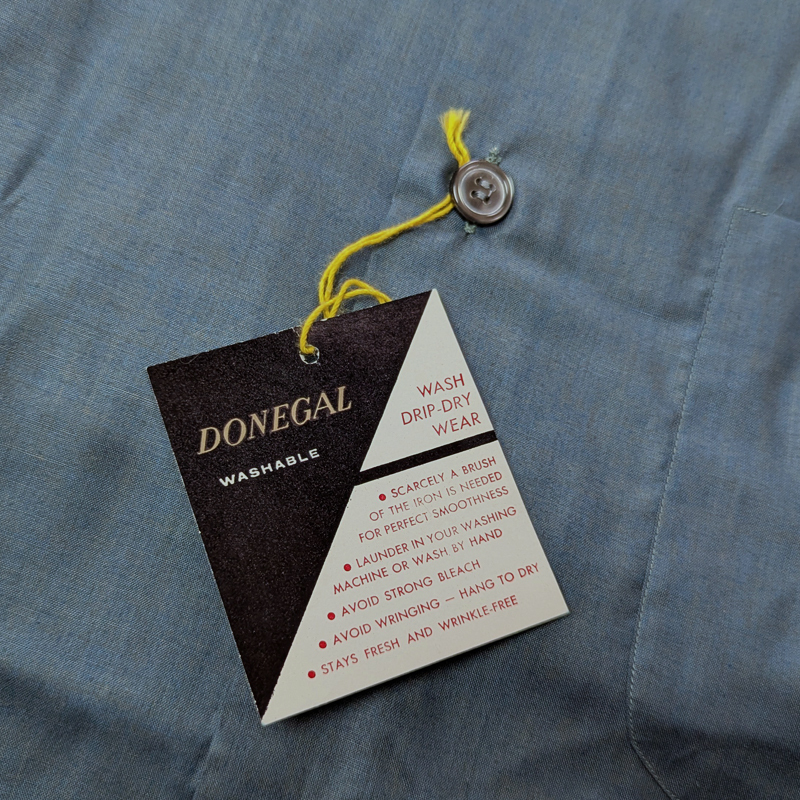 DONEGAL
WASHABLE
WASH
DRIP-DRY
WEAR
• SCARCELY A BRUSH
OF THE IRON IS NEEDED
FOR PERFECT SMOOTHNESS
• LAUNDER IN YOUR WASHING
MACHINE OR WASH BY HAND
• AVOID STRONG BLEACH
• AVOID WRINGING — HANG TO DRY
• STAYS FRESH AND WRINKLE-FREE